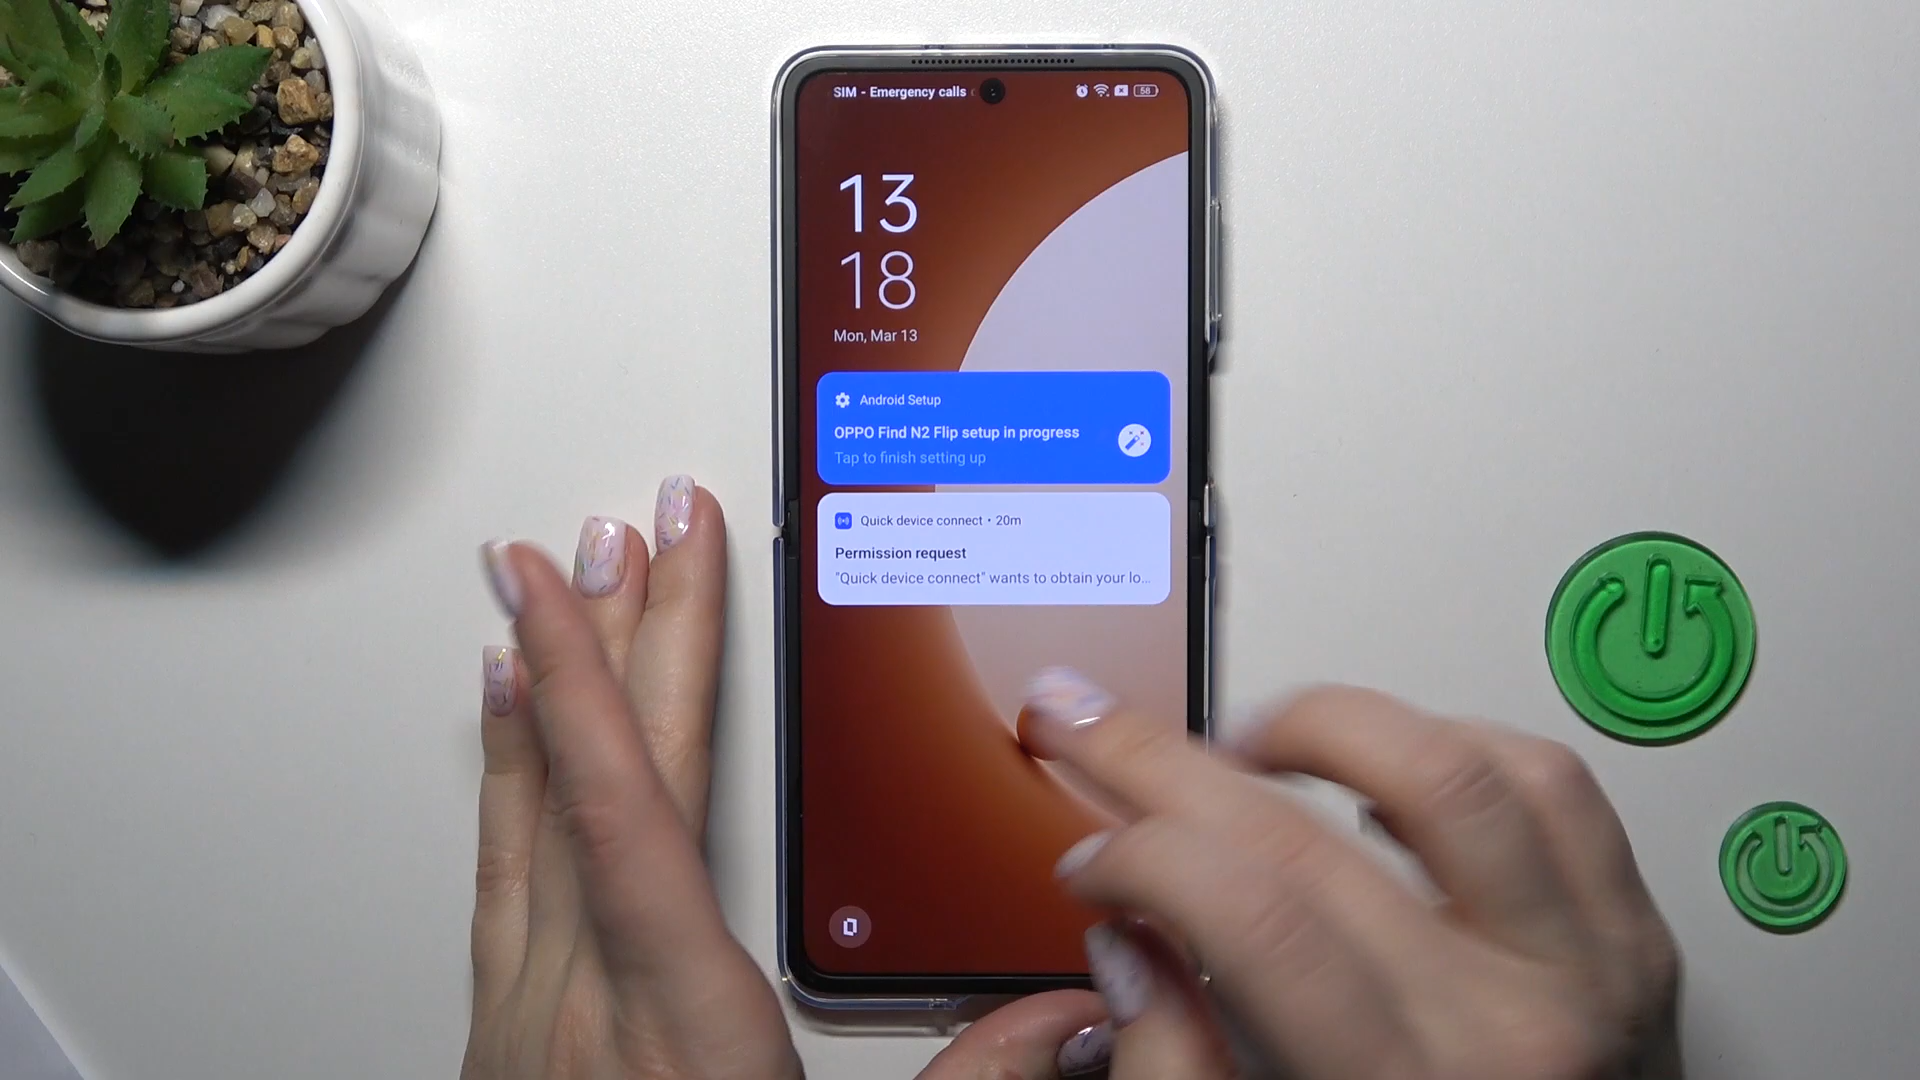 SIM - Emergency calls
58
13
18
Mon, Mar 13
Android Setup
OPPO Find N2 Flip setup in progress
Tap to finish setting up
Quick device connect • 20m
Permission request
"Quick device connect" wants to obtain your lo...